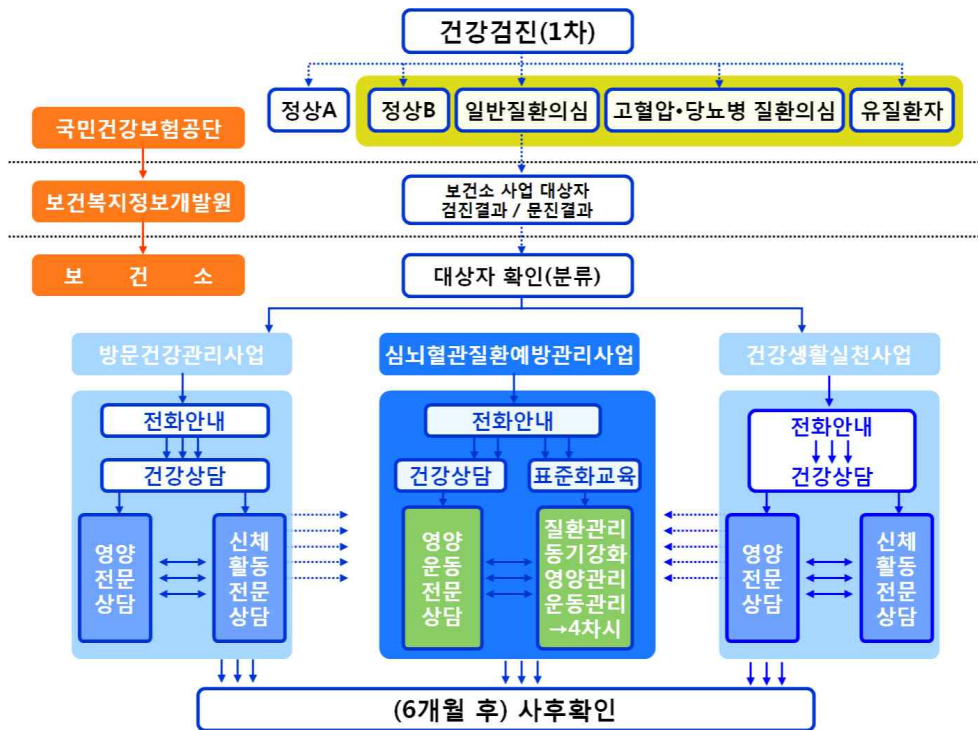 건강검진(1차)
정상A
정상B
일반질환의심
고혈압•당뇨병 질환의심
유질환자
국민건강보험공단
보건복지정보개발원
보건소 사업 대상자
검진결과 / 문진결과
보 건 소
대상자 확인(분류)
방문건강관리사업
심뇌혈관질환예방관리사업
건강생활실천사업
전화안내
건강상담
영양
전문
상담
신체
활동
전문
상담
전화안내
건강상담
표준화교육
영양
운동
전문
상담
질환관리
동기강화
영양관리
운동관리
→4차시
전화안내
건강상담
영양
전문
상담
신체
활동
전문
상담
(6개월 후) 사후확인